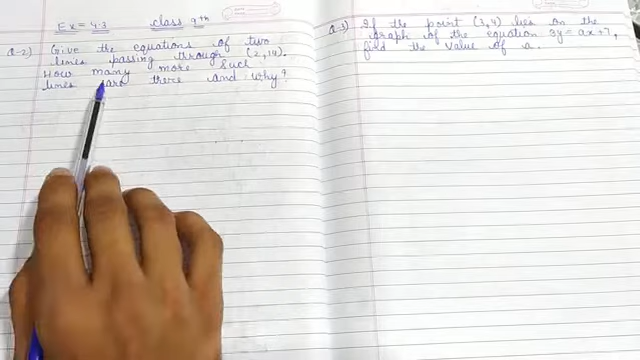 Ex = 4.3 class 9th
Q-2) Give the equations of two
lines passing through (2,14).
How many more such
lines are there and why?
Q-3) If the point (3,4) lies on the
graph of the equation 3y = ax+7,
find the value of a.